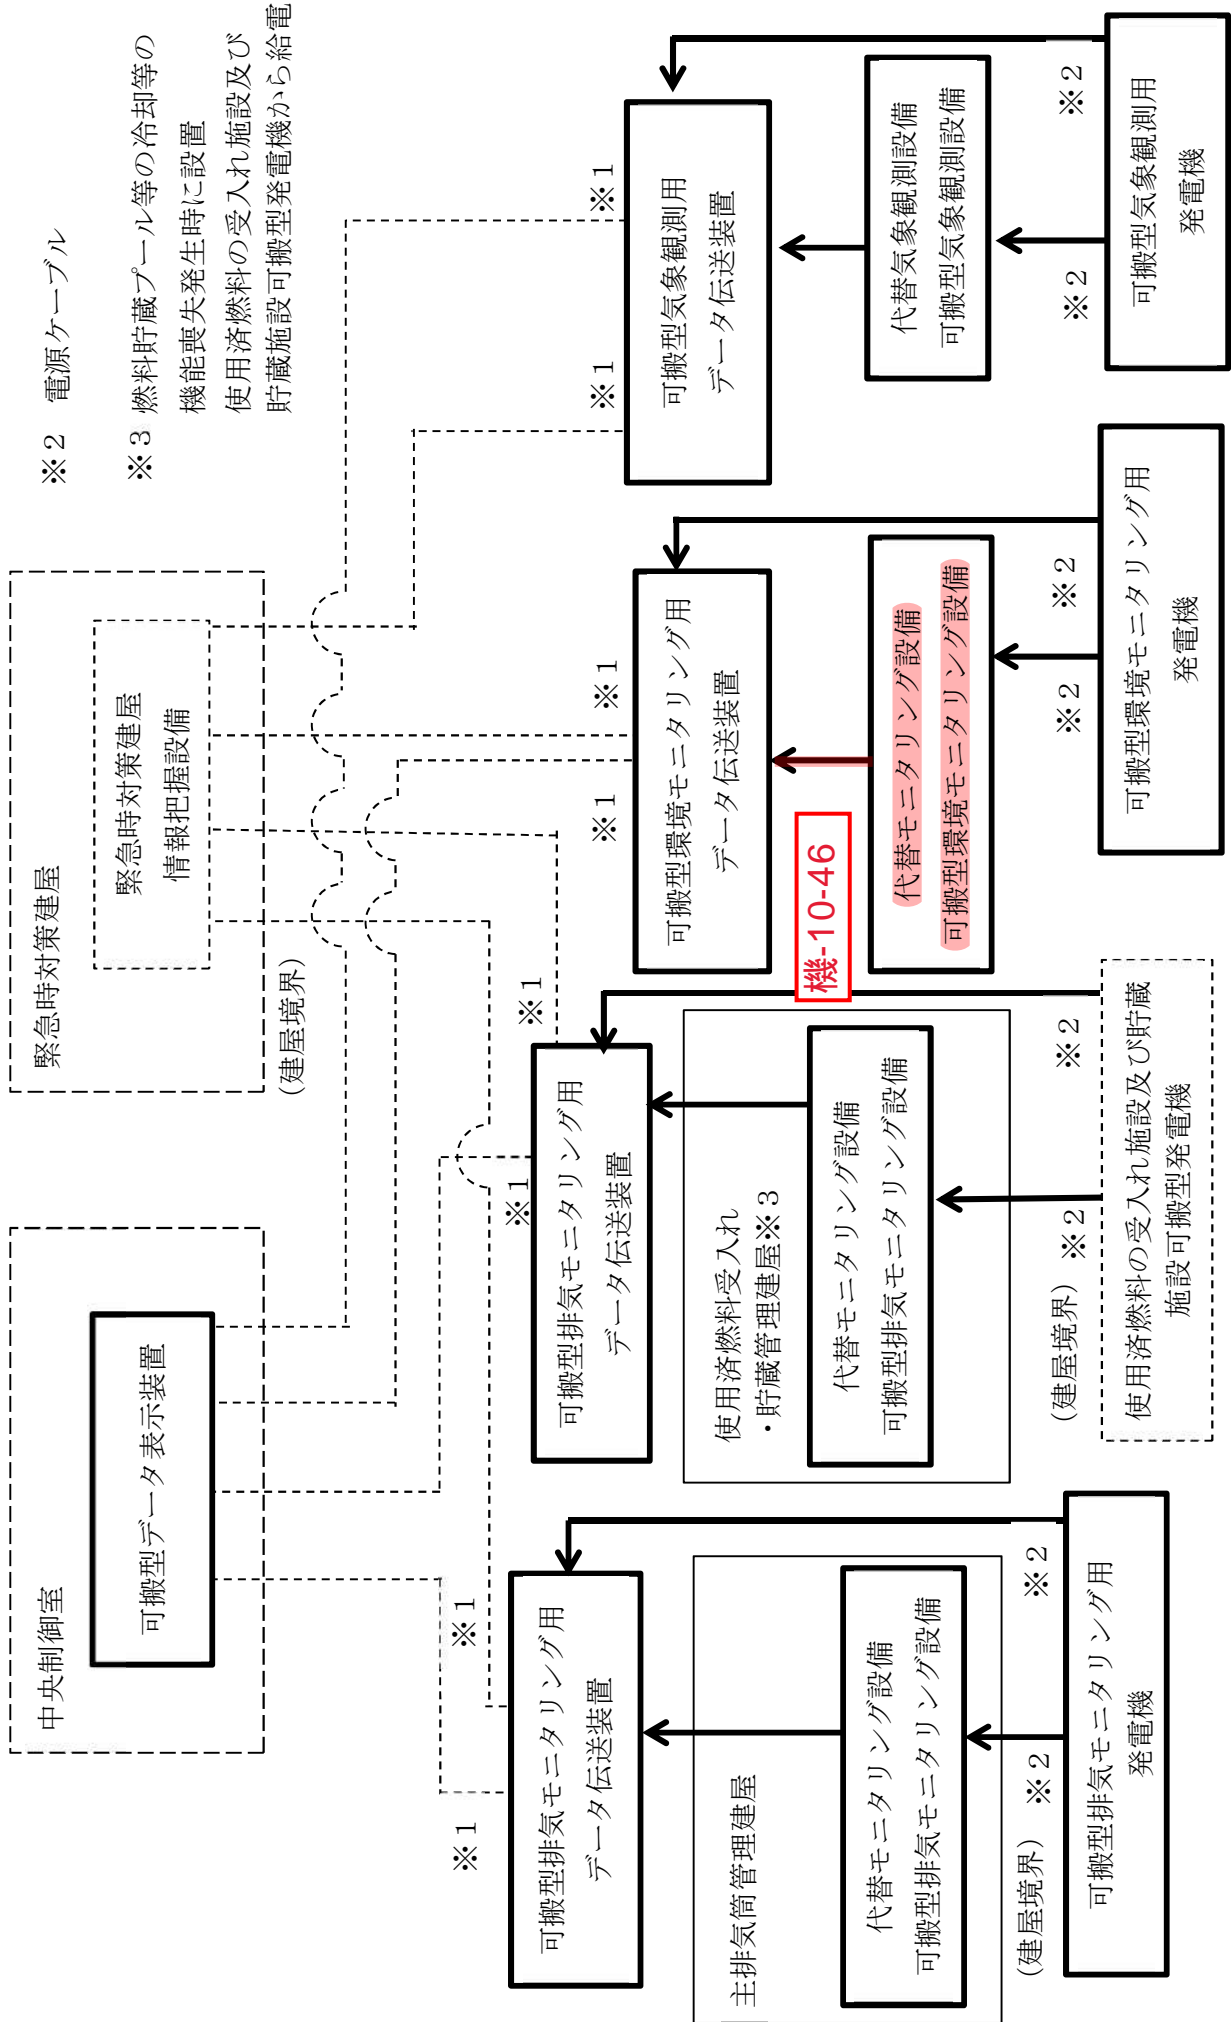 中央制御室
可搬型データ表示装置
緊急時対策建屋
緊急時対策建屋
情報把握設備
(建屋境界)
※2 電源ケーブル
※3 燃料貯蔵プール等の冷却等の
機能喪失発生時に設置
使用済燃料の受入れ施設及び
貯蔵施設可搬型発電機から給電
※1
※1
可搬型排気モニタリング用
データ伝送装置
主排気筒管理建屋
代替モニタリング設備
可搬型排気モニタリング設備
(建屋境界)
※2
※2
可搬型排気モニタリング用
発電機
※1
※1
可搬型排気モニタリング用
データ伝送装置
使用済燃料受入れ
・貯蔵管理建屋※3
代替モニタリング設備
可搬型排気モニタリング設備
(建屋境界)
※2
※2
使用済燃料の受入れ施設及び貯蔵
施設可搬型発電機
※1
※1
可搬型環境モニタリング用
データ伝送装置
機-10-46
代替モニタリング設備
可搬型環境モニタリング設備
※2
※2
可搬型環境モニタリング用
発電機
※1
※1
可搬型気象観測用
データ伝送装置
代替気象観測設備
可搬型気象観測設備
※2
※2
可搬型気象観測用
発電機